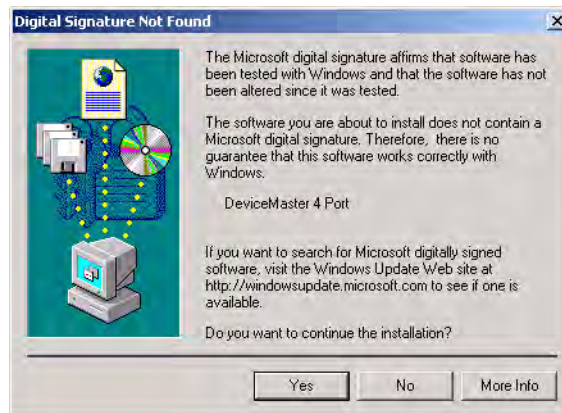 Digital Signature Not Found
The Microsoft digital signature affirms that software has
been tested with Windows and that the software has not
been altered since it was tested.
The software you are about to install does not contain a
Microsoft digital signature. Therefore, there is no
guarantee that this software works correctly with
Windows.
DeviceMaster 4 Port
If you want to search for Microsoft digitally signed
software, visit the Windows Update Web site at
http://windowsupdate.microsoft.com to see if one is
available.
Do you want to continue the installation?
Yes
No
More Info